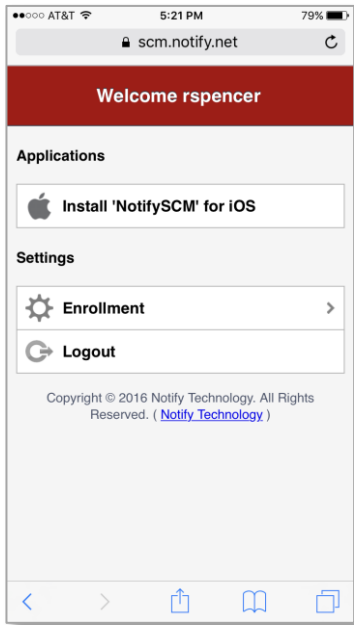 AT&T 5:21 PM 79%
scm.notify.net
Welcome rspencer
Applications
Install 'NotifySCM' for iOS
Settings
Enrollment
Logout
Copyright © 2016 Notify Technology. All Rights
Reserved. ( Notify Technology )